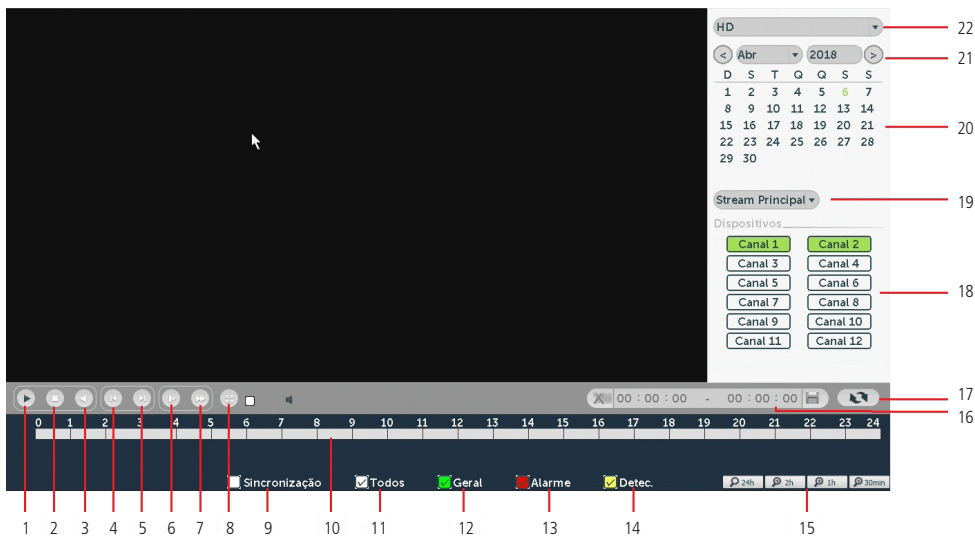 HD
22
< Abr 2018 >
21
D S T Q Q S S
1 2 3 4 5 6 7
8 9 10 11 12 13 14
15 16 17 18 19 20 21
20
22 23 24 25 26 27 28
29 30
Stream Principal
19
Dispositivos
Canal 1 Canal 2
Canal 3 Canal 4
Canal 5 Canal 6
18
Canal 7 Canal 8
Canal 9 Canal 10
Canal 11 Canal 12
00 : 00 : 00 - 00 : 00 : 00
17
16
0 1 2 3 4 5 6 7 8 9 10 11 12 13 14 15 16 17 18 19 20 21 22 23 24
Sincronização Todos Geral Alarme Detec.
24h 2h 1h 30min
1 2 3 4 5 6 7 8 9 10 11 12 13 14 15